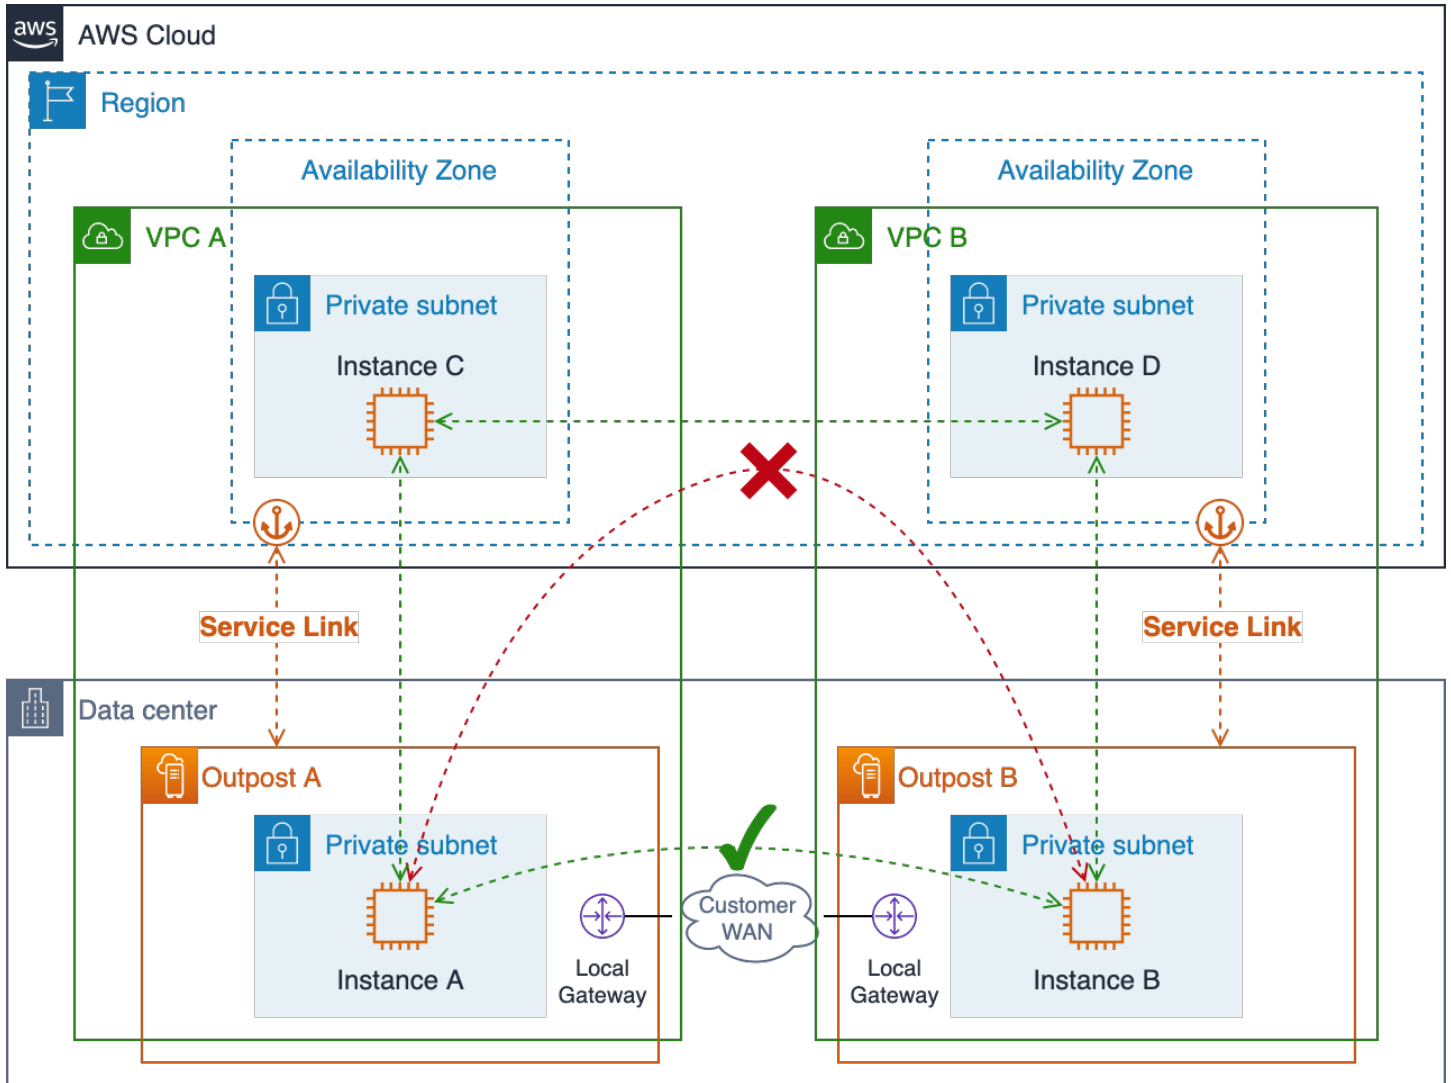 aws
AWS Cloud
Region
Availability Zone
Availability Zone
VPC A
VPC B
Private subnet
Private subnet
Instance C
Instance D
Service Link
Service Link
Data center
Outpost A
Outpost B
Private subnet
Private subnet
Customer
WAN
Local
Gateway
Local
Gateway
Instance A
Instance B